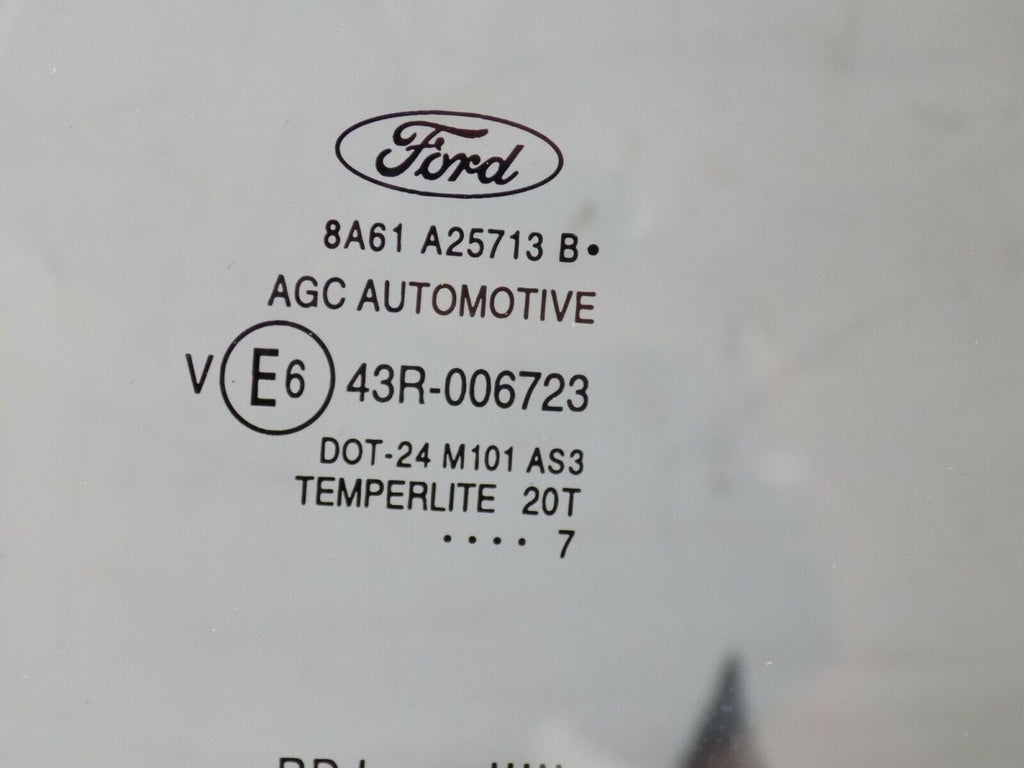 Ford
8A61 A25713 B•
AGC AUTOMOTIVE
V E6 43R-006723
DOT-24 M101 AS3
TEMPERLITE 20T
•••• 7